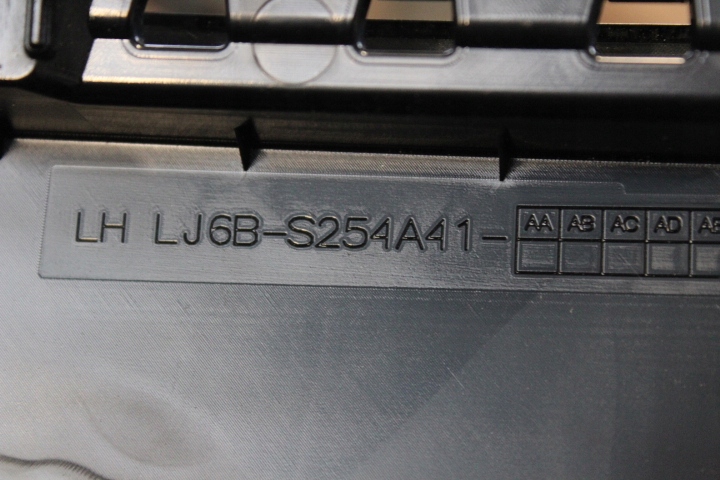 LH LJ6B-S254A41- AA AB AC AD